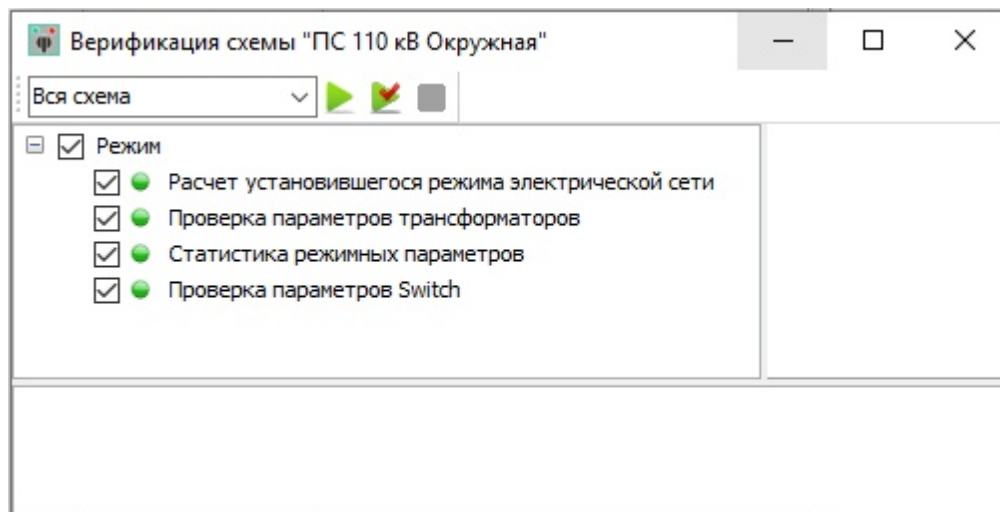 Верификация схемы "ПС 110 кВ Окружная"
Вся схема
Режим
Расчет установившегося режима электрической сети
Проверка параметров трансформаторов
Статистика режимных параметров
Проверка параметров Switch